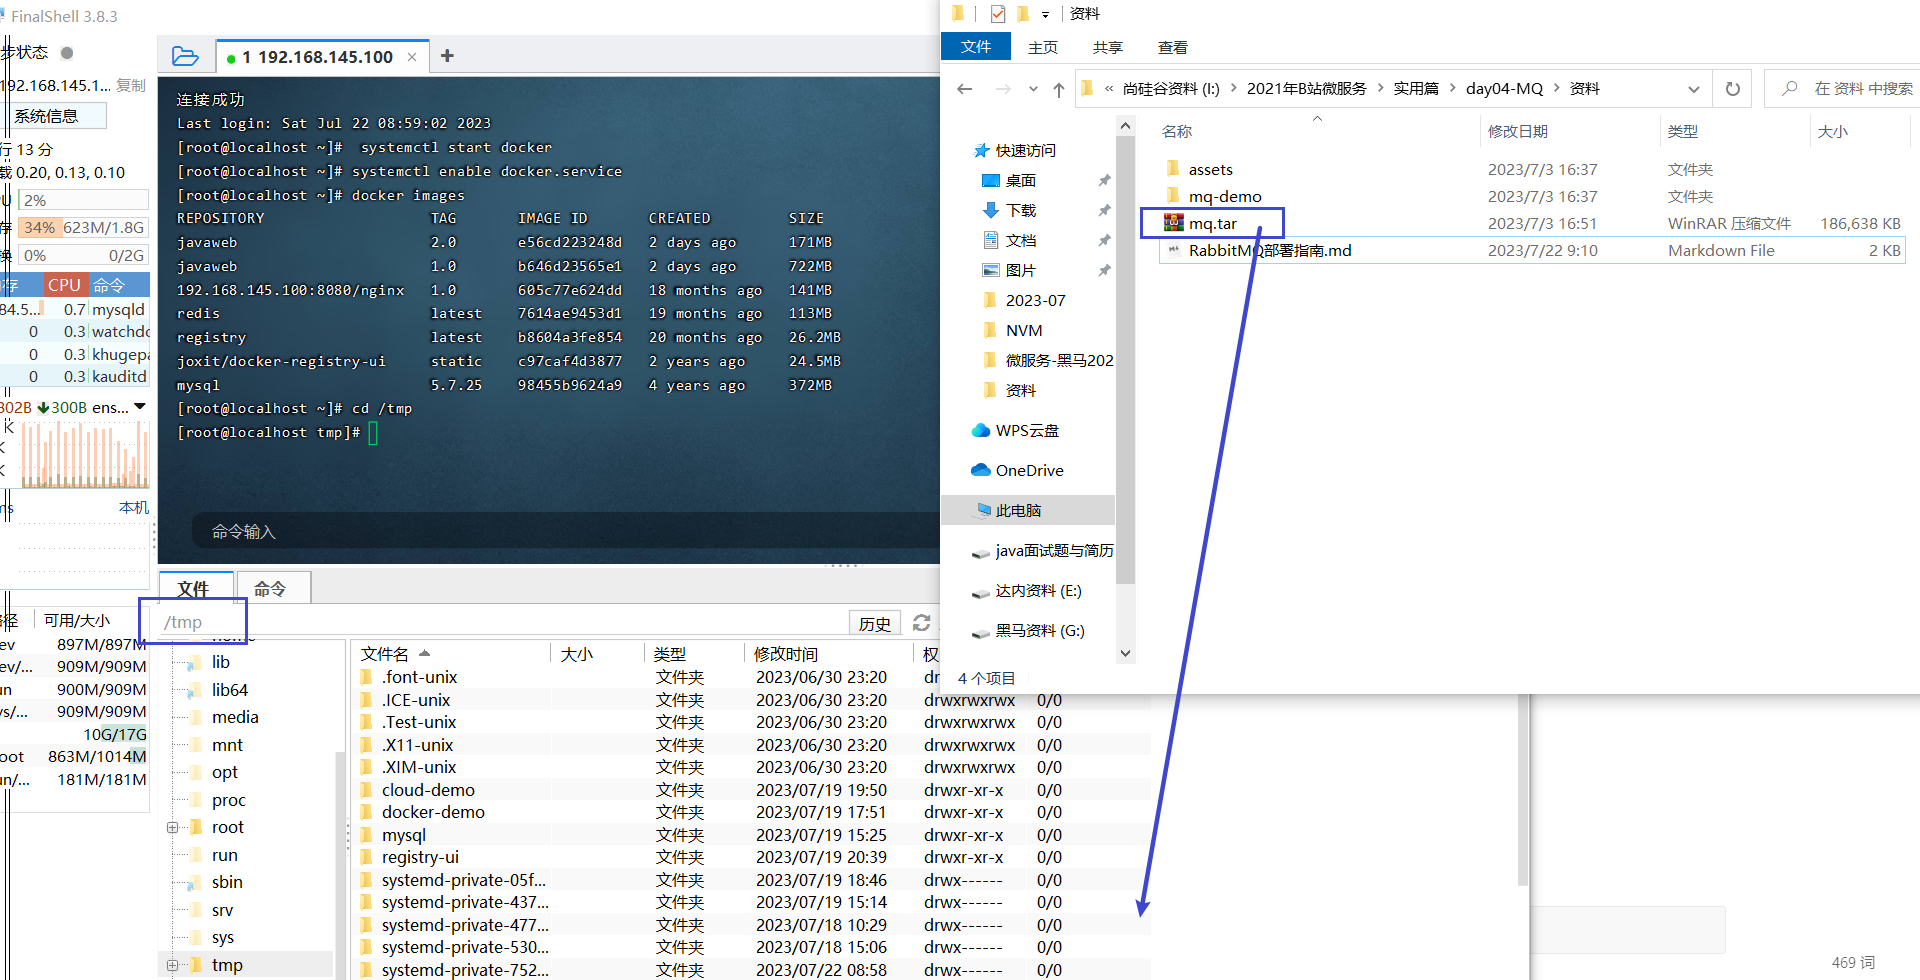 FinalShell 3.8.3
步状态
192.168.145.1... 复制
系统信息
行 13 分
载 0.20, 0.13, 0.10
U 2%
存 34% 623M/1.8G
换 0% 0/2G
存 CPU 命令
84.5... 0.7 mysqld
0 0.3 watchdo
0 0.3 khugepa
0 0.3 kauditd
302B 300B ens...
K
K
K
ms 本机
路径 可用/大小
ev 897M/897M
ev/... 909M/909M
un 900M/909M
ys/... 909M/909M
10G/17G
oot 863M/1014M
un/... 181M/181M
1 192.168.145.100 × +
连接成功
Last login: Sat Jul 22 08:59:02 2023
[root@localhost ~]#  systemctl start docker
[root@localhost ~]# systemctl enable docker.service
[root@localhost ~]# docker images
REPOSITORY TAG IMAGE ID CREATED SIZE
javaweb 2.0 e56cd223248d 2 days ago 171MB
javaweb 1.0 b646d23565e1 2 days ago 722MB
192.168.145.100:8080/nginx 1.0 605c77e624dd 18 months ago 141MB
redis latest 7614ae9453d1 19 months ago 113MB
registry latest b8604a3fe854 20 months ago 26.2MB
joxit/docker-registry-ui static c97caf4d3877 2 years ago 24.5MB
mysql 5.7.25 98455b9624a9 4 years ago 372MB
[root@localhost ~]# cd /tmp
[root@localhost tmp]#
命令输入
文件 命令
/tmp 历史
home
lib
lib64
media
mnt
opt
proc
root
run
sbin
srv
sys
tmp
文件名 大小 类型 修改时间 权
.font-unix 文件夹 2023/06/30 23:20 dr
.ICE-unix 文件夹 2023/06/30 23:20 drwxrwxrwx 0/0
.Test-unix 文件夹 2023/06/30 23:20 drwxrwxrwx 0/0
.X11-unix 文件夹 2023/06/30 23:20 drwxrwxrwx 0/0
.XIM-unix 文件夹 2023/06/30 23:20 drwxrwxrwx 0/0
cloud-demo 文件夹 2023/07/19 19:50 drwxr-xr-x 0/0
docker-demo 文件夹 2023/07/19 17:51 drwxr-xr-x 0/0
mysql 文件夹 2023/07/19 15:25 drwxr-xr-x 0/0
registry-ui 文件夹 2023/07/19 20:39 drwxr-xr-x 0/0
systemd-private-05f... 文件夹 2023/07/19 18:46 drwx------ 0/0
systemd-private-437... 文件夹 2023/07/19 15:14 drwx------ 0/0
systemd-private-477... 文件夹 2023/07/18 10:29 drwx------ 0/0
systemd-private-530... 文件夹 2023/07/18 15:06 drwx------ 0/0
systemd-private-752... 文件夹 2023/07/22 08:58 drwx------ 0/0
资料
文件 主页 共享 查看
« 尚硅谷资料 (I:) > 2021年B站微服务 > 实用篇 > day04-MQ > 资料
在 资料 中搜索
快速访问
桌面
下载
文档
图片
2023-07
NVM
微服务-黑马202
资料
WPS云盘
OneDrive
此电脑
java面试题与简历
达内资料 (E:)
黑马资料 (G:)
4 个项目
名称 修改日期 类型 大小
assets 2023/7/3 16:37 文件夹
mq-demo 2023/7/3 16:37 文件夹
mq.tar 2023/7/3 16:51 WinRAR 压缩文件 186,638 KB
RabbitMQ部署指南.md 2023/7/22 9:10 Markdown File 2 KB
469 词